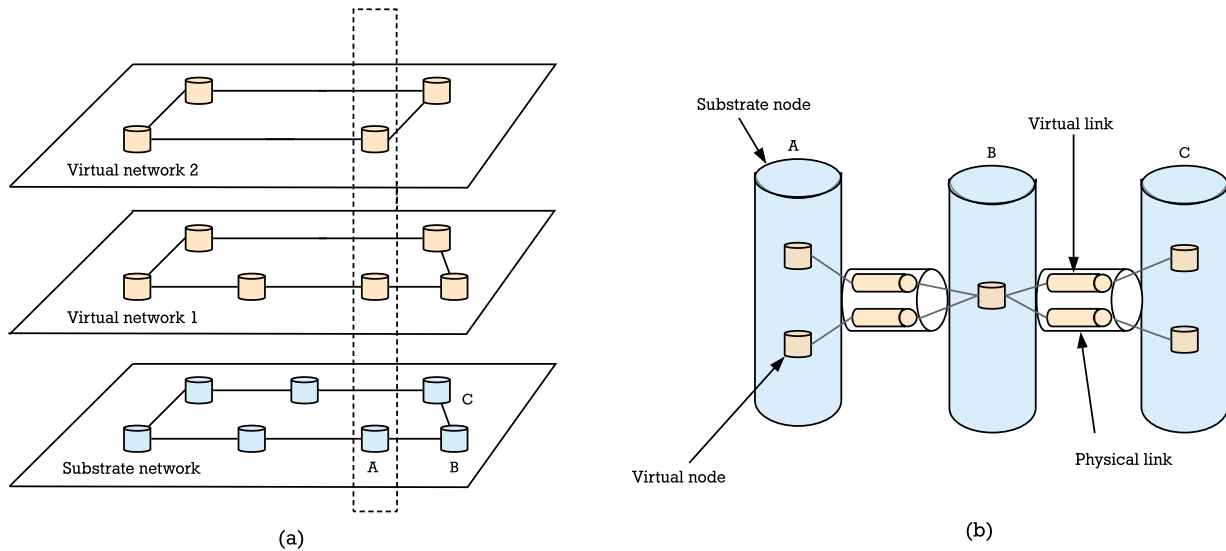 Virtual network 2
Virtual network 1
C
Substrate network
A
B
(a)
Substrate node
Virtual link
A
B
C
Physical link
Virtual node
(b)